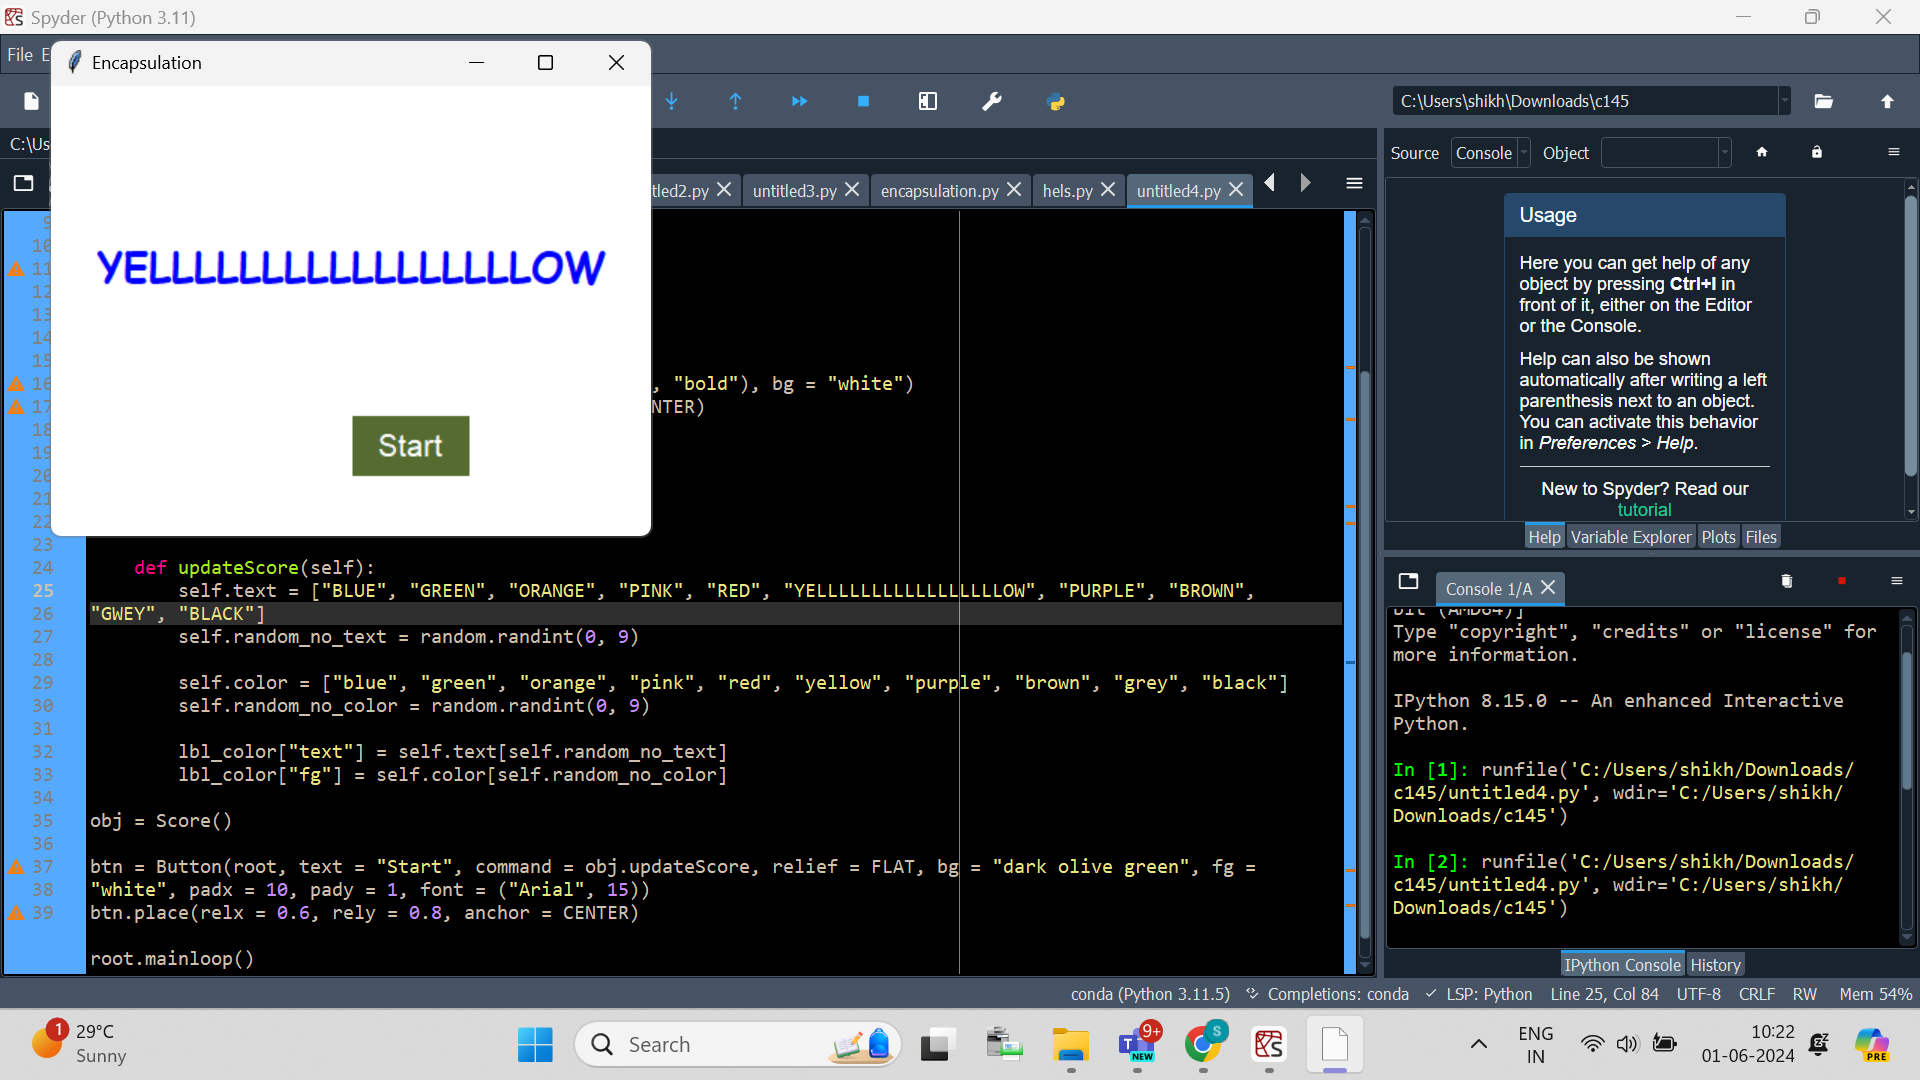 Spyder (Python 3.11)
File E
Encapsulation
C:\Users\shikh\Downloads\c145
C:\Us
tled2.py
untitled3.py
encapsulation.py
hels.py
untitled4.py
Source
Console
Object
Usage
Here you can get help of any
object by pressing Ctrl+I in
front of it, either on the Editor
or the Console.
Help can also be shown
automatically after writing a left
parenthesis next to an object.
You can activate this behavior
in Preferences > Help.
New to Spyder? Read our
tutorial
Help
Variable Explorer
Plots
Files
YELLLLLLLLLLLLLLLLLOW
Start
9
10
11
12
13
14
15
16 , "bold"), bg = "white")
17 NTER)
18
19
20
21
22
23
24 def updateScore(self):
25 self.text = ["BLUE", "GREEN", "ORANGE", "PINK", "RED", "YELLLLLLLLLLLLLLLLLOW", "PURPLE", "BROWN",
26 "GWEY", "BLACK"]
27 self.random_no_text = random.randint(0, 9)
28
29 self.color = ["blue", "green", "orange", "pink", "red", "yellow", "purple", "brown", "grey", "black"]
30 self.random_no_color = random.randint(0, 9)
31
32 lbl_color["text"] = self.text[self.random_no_text]
33 lbl_color["fg"] = self.color[self.random_no_color]
34
35 obj = Score()
36
37 btn = Button(root, text = "Start", command = obj.updateScore, relief = FLAT, bg = "dark olive green", fg =
38 "white", padx = 10, pady = 1, font = ("Arial", 15))
39 btn.place(relx = 0.6, rely = 0.8, anchor = CENTER)
root.mainloop()
Console 1/A
bit (AMD64)]
Type "copyright", "credits" or "license" for
more information.
IPython 8.15.0 -- An enhanced Interactive
Python.
In [1]: runfile('C:/Users/shikh/Downloads/
c145/untitled4.py', wdir='C:/Users/shikh/
Downloads/c145')
In [2]: runfile('C:/Users/shikh/Downloads/
c145/untitled4.py', wdir='C:/Users/shikh/
Downloads/c145')
IPython Console
History
conda (Python 3.11.5)
Completions: conda
LSP: Python
Line 25, Col 84
UTF-8
CRLF
RW
Mem 54%
1
29°C
Sunny
Search
9+
T
NEW
S
ENG
IN
10:22
01-06-2024
PRE